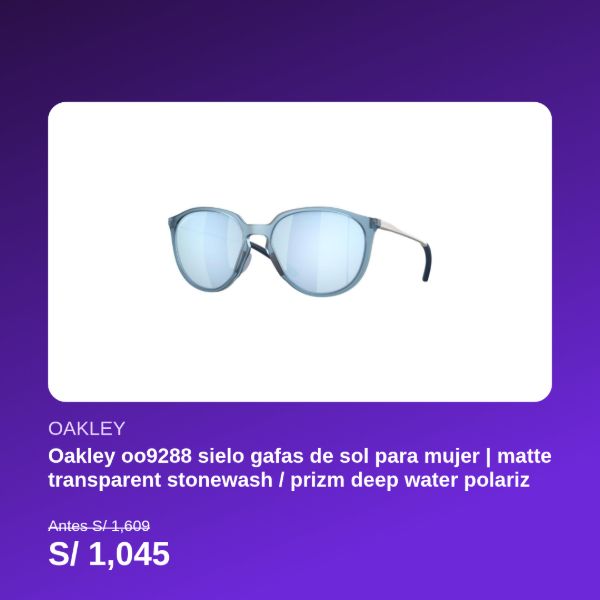 OAKLEY
Oakley oo9288 sielo gafas de sol para mujer | matte
transparent stonewash / prizm deep water polariz
Antes S/ 1,609
S/ 1,045